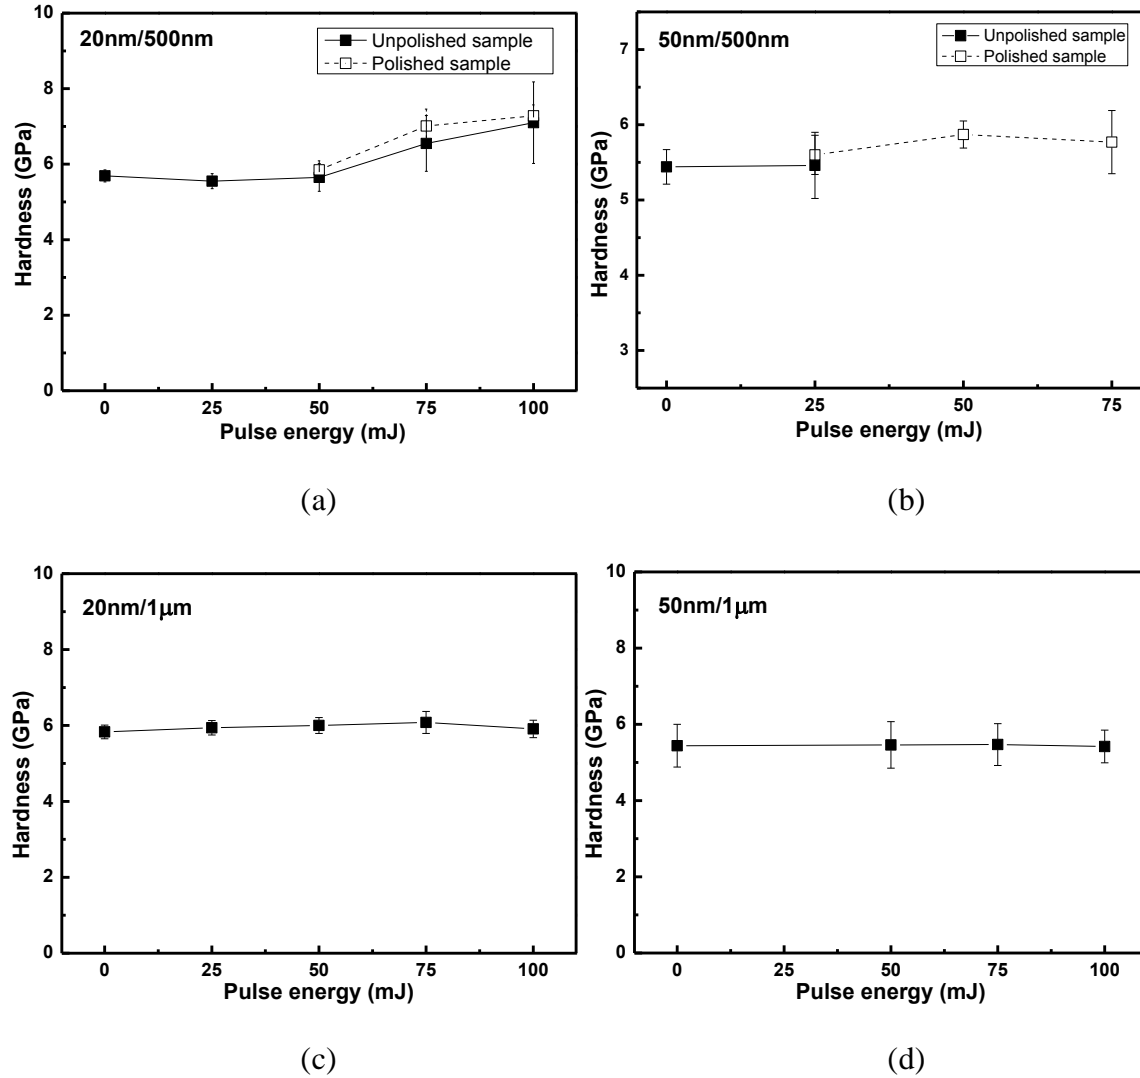 20nm/500nm
Unpolished sample
Polished sample
10
8
6
4
2
0
Hardness (GPa)
0 25 50 75 100
Pulse energy (mJ)
(a)
50nm/500nm
Unpolished sample
Polished sample
7
6
5
4
3
Hardness (GPa)
0 25 50 75
Pulse energy (mJ)
(b)
20nm/1μm
10
8
6
4
2
0
Hardness (GPa)
0 25 50 75 100
Pulse energy (mJ)
(c)
50nm/1μm
10
8
6
4
2
0
Hardness (GPa)
0 25 50 75 100
Pulse energy (mJ)
(d)